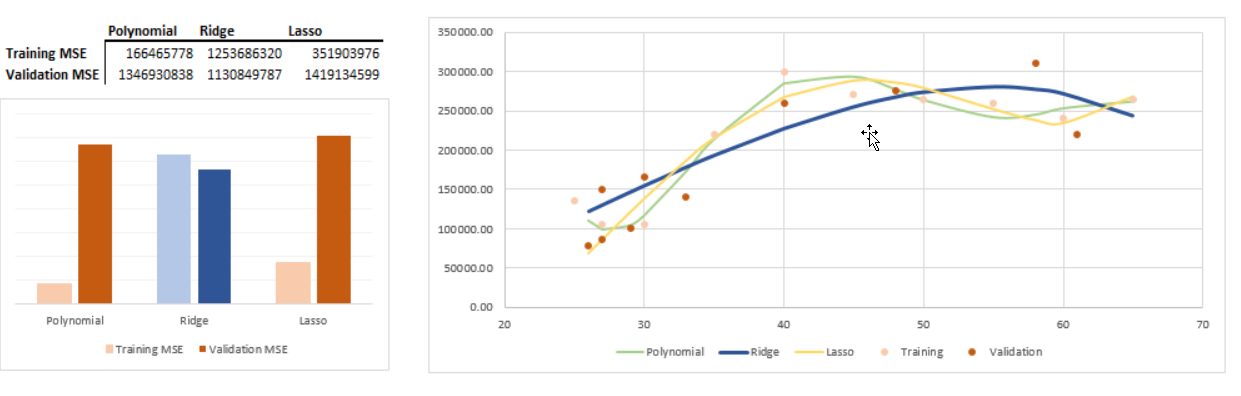 Polynomial Ridge Lasso
Training MSE 166465778 1253686320 351903976
Validation MSE 1346930838 1130849787 1419134599
Polynomial Ridge Lasso
Training MSE Validation MSE
350000.00
300000.00
250000.00
200000.00
150000.00
100000.00
50000.00
0.00
20 30 40 50 60 70
Polynomial Ridge Lasso Training Validation